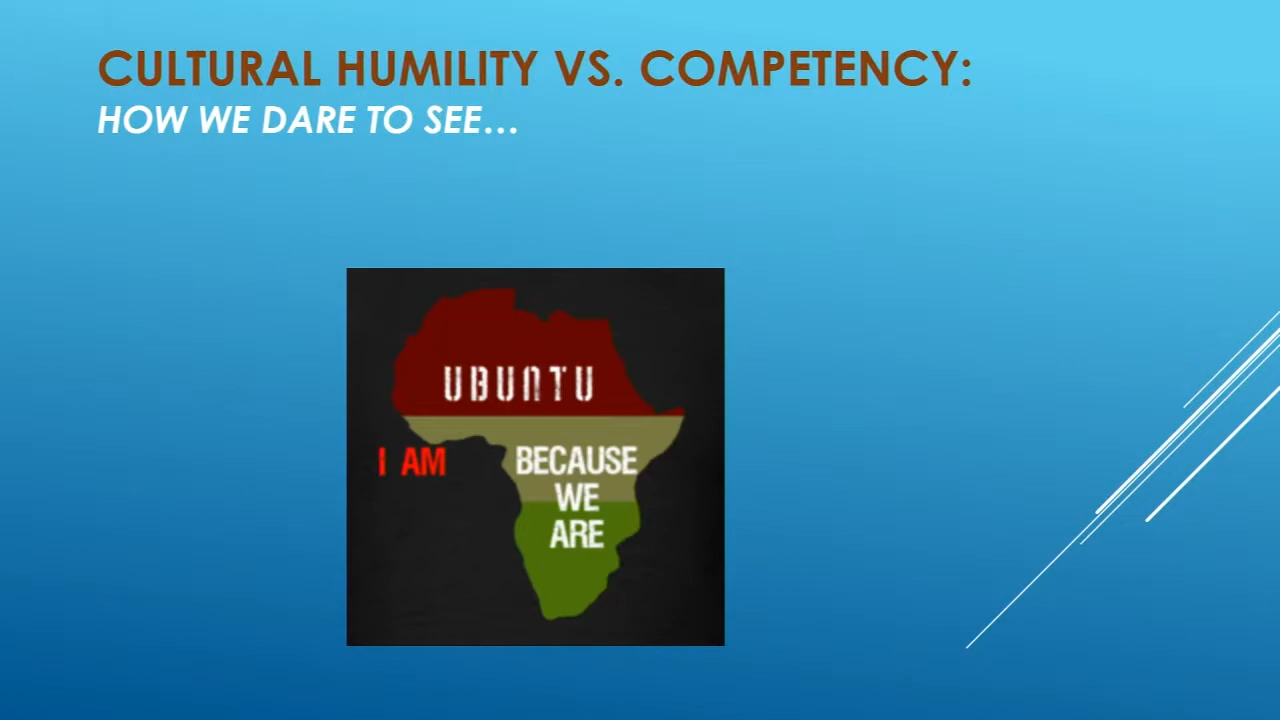 CULTURAL HUMILITY VS. COMPETENCY:
HOW WE DARE TO SEE…
UBUNTU
I AM BECAUSE
WE
ARE